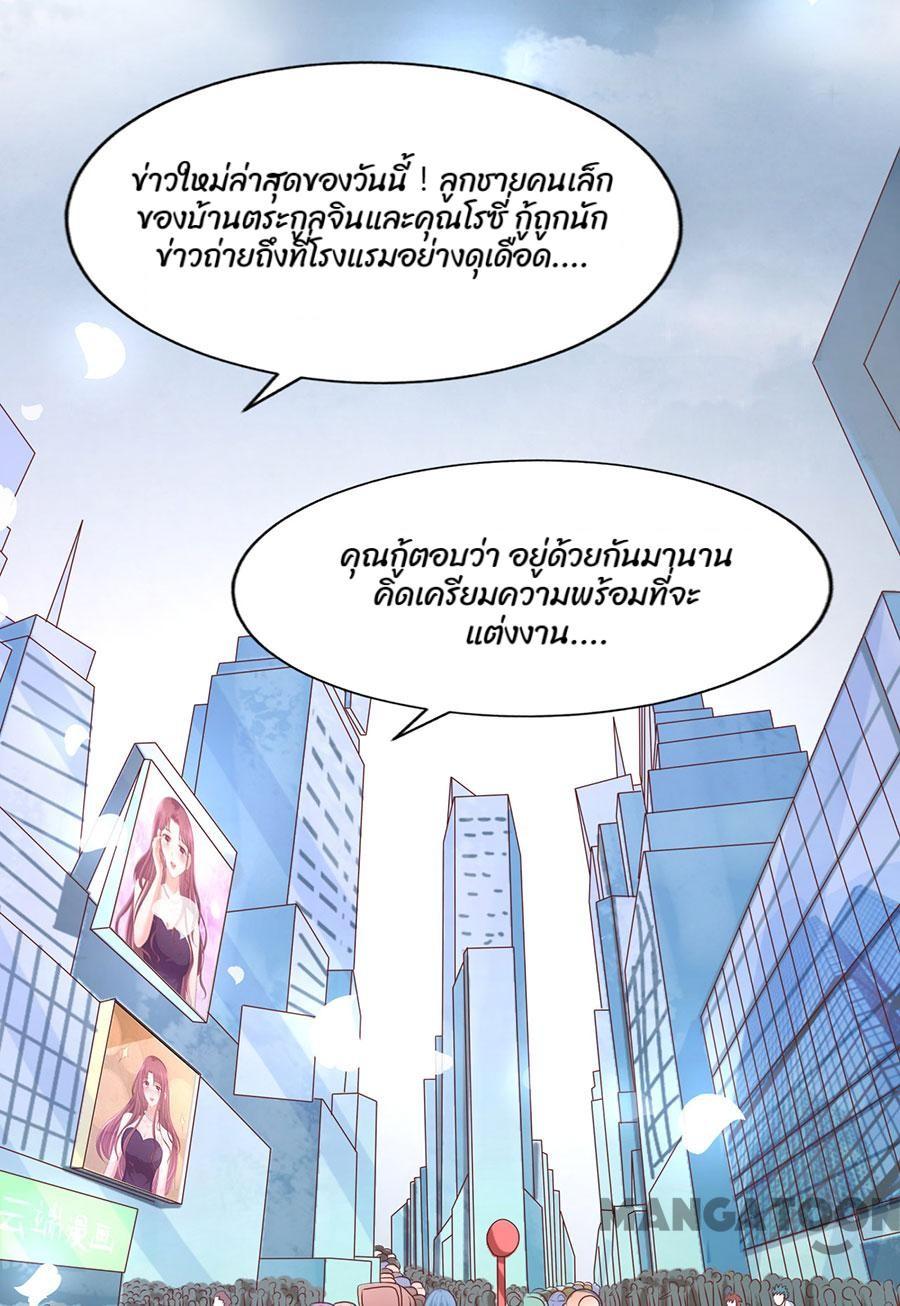 ข่าวใหม่ล่าสุดของวันนี้ ! ลูกชายคนเล็ก
ของบ้านตระกูลจินและคุณโรซี่ กู้ถูกนัก
ข่าวถ่ายถึงที่โรงแรมอย่างดุเดือด....
คุณกู้ตอบว่า อยู่ด้วยกันมานาน
คิดเครียมความพร้อมที่จะ
แต่งงาน....
云端漫画
MANGATOON